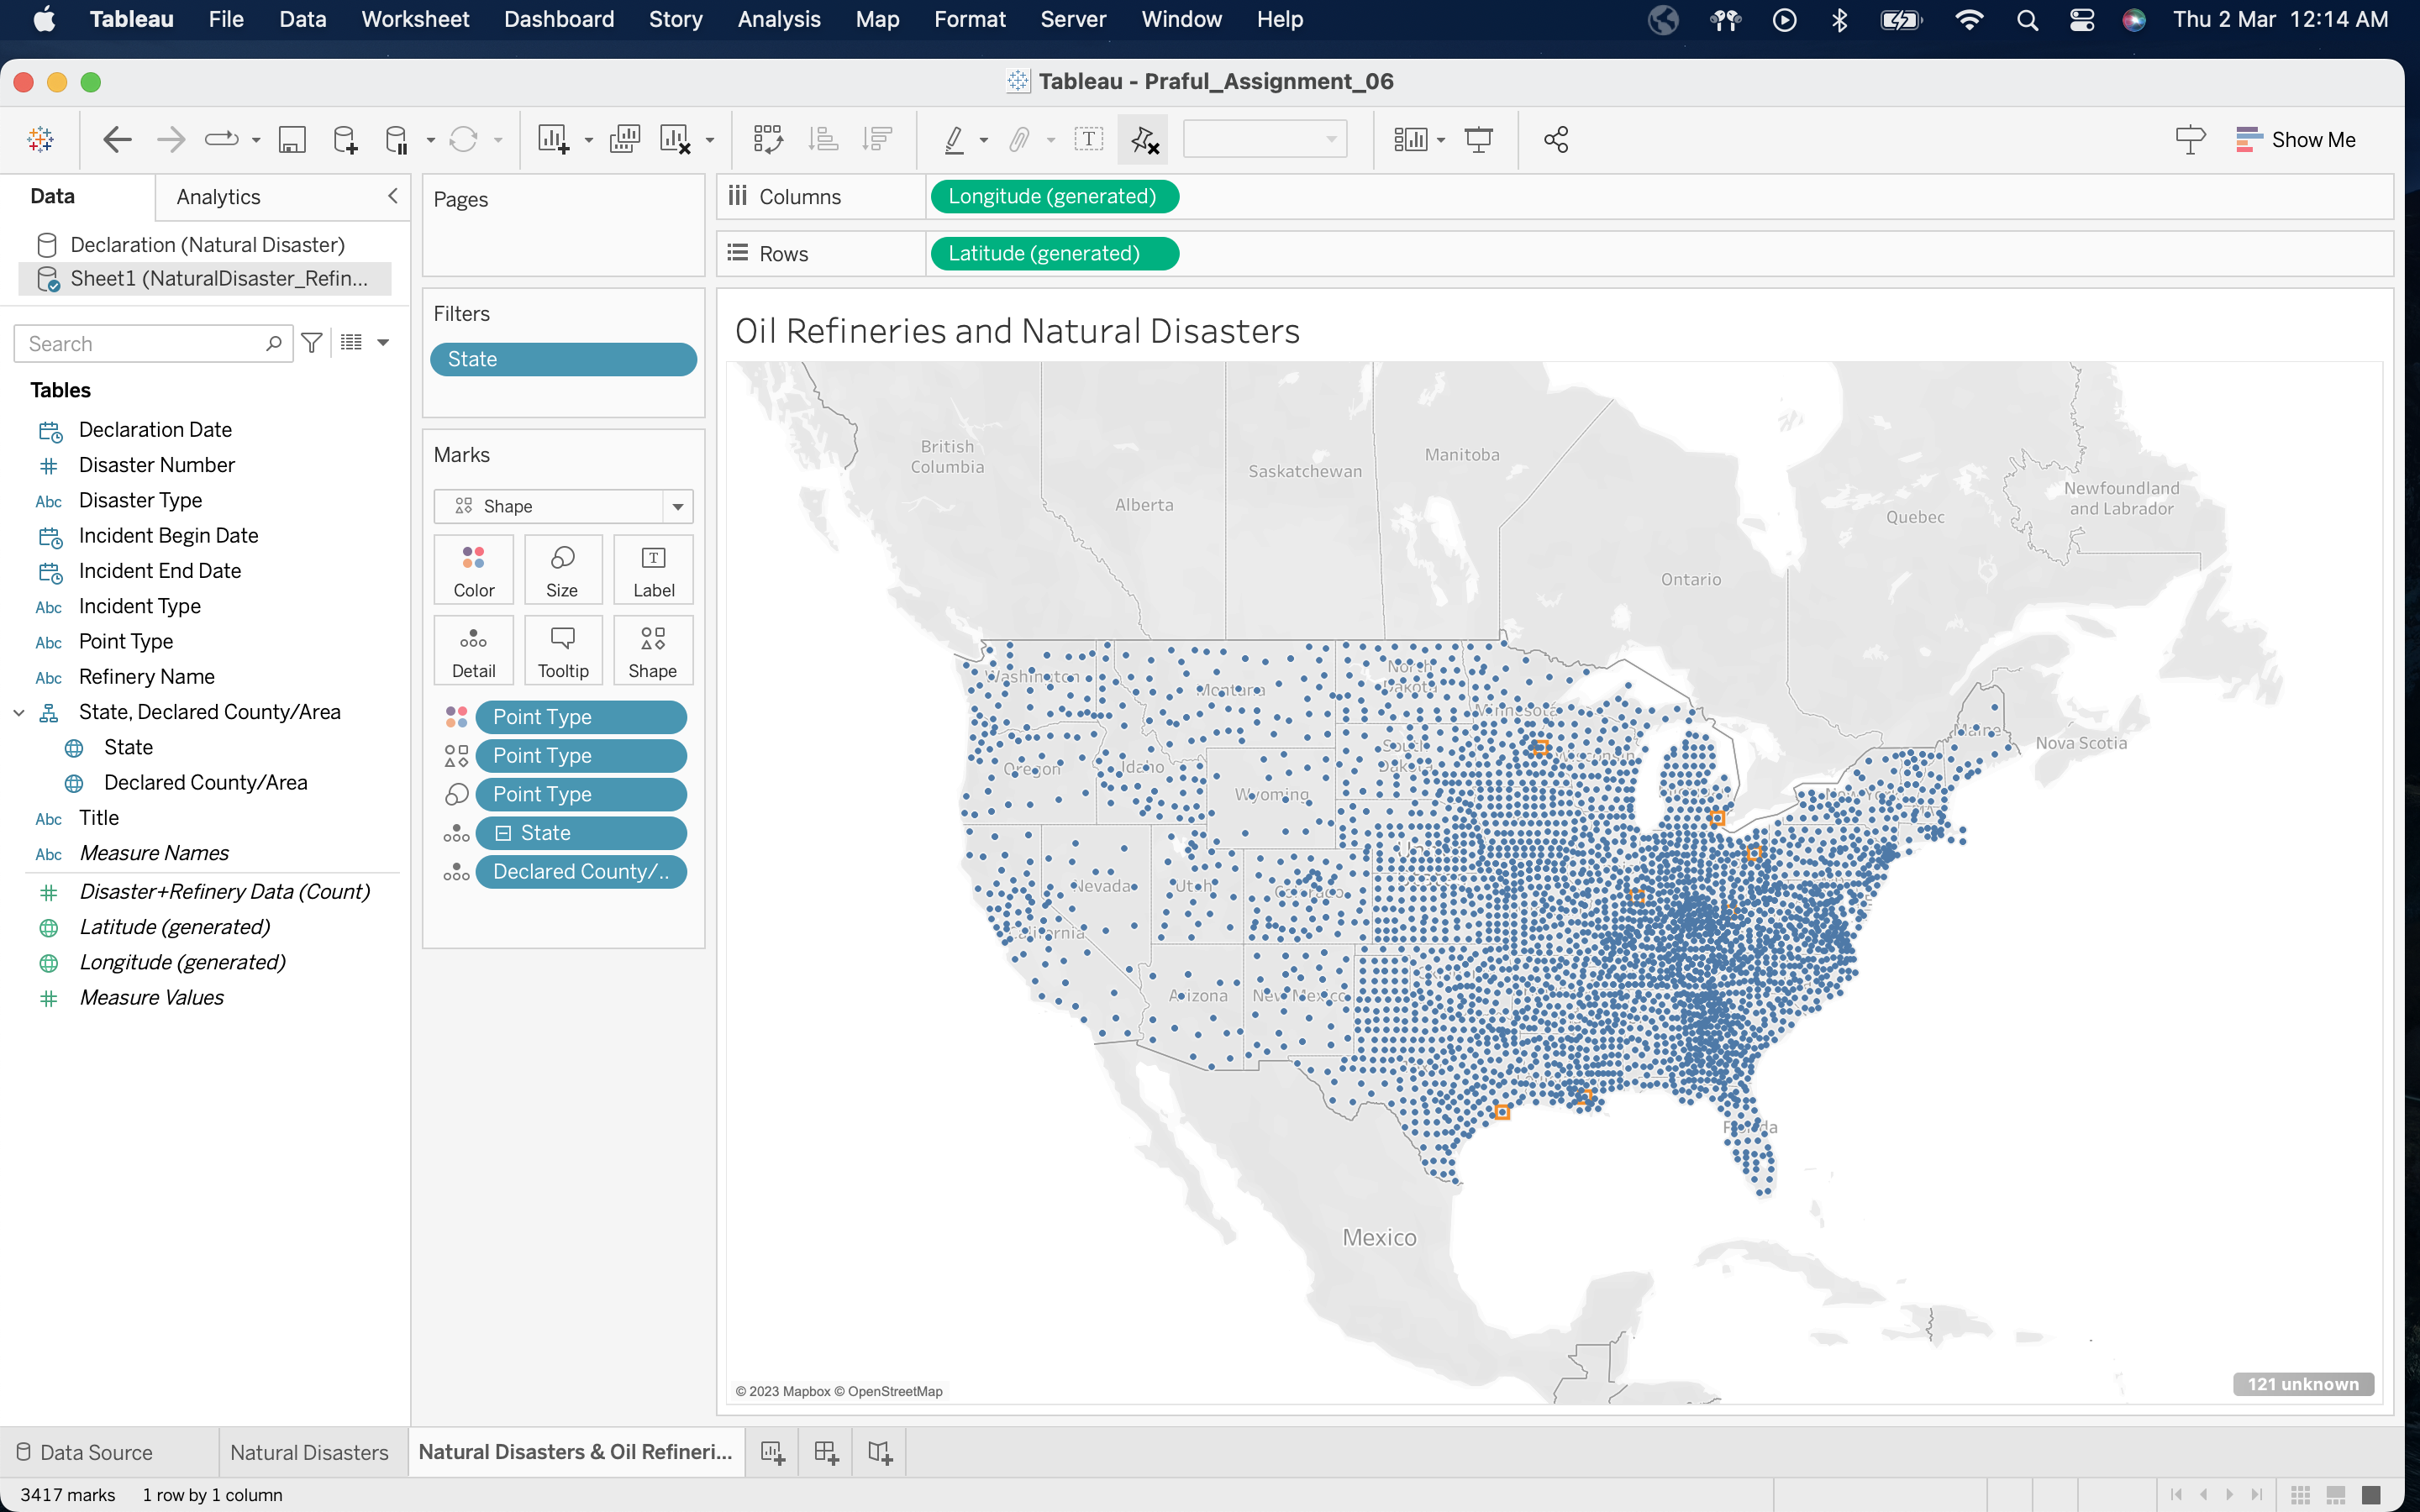 Tableau File Data Worksheet Dashboard Story Analysis Map Format Server Window Help Thu 2 Mar 12:14 AM
Tableau - Praful_Assignment_06
Show Me
Data Analytics
Declaration (Natural Disaster)
Sheet1 (NaturalDisaster_Refin...
Search
Tables
Declaration Date
Disaster Number
Abc Disaster Type
Incident Begin Date
Incident End Date
Abc Incident Type
Abc Point Type
Abc Refinery Name
State, Declared County/Area
State
Declared County/Area
Abc Title
Abc Measure Names
Disaster+Refinery Data (Count)
Latitude (generated)
Longitude (generated)
Measure Values
Pages
Filters
State
Marks
Shape
Color Size Label
Detail Tooltip Shape
Point Type
Point Type
Point Type
State
Declared County/..
Columns Longitude (generated)
Rows Latitude (generated)
Oil Refineries and Natural Disasters
British
Columbia
Alberta
Saskatchewan
Manitoba
Ontario
Quebec
Newfoundland
and Labrador
Nova Scotia
Maine
Washington
Montana
North
Dakota
Minnesota
Oregon
Idaho
Wyoming
South
Dakota
Wisconsin
New York
Nevada
Utah
Colorado
California
Arizona
New Mexico
Florida
Mexico
© 2023 Mapbox © OpenStreetMap
121 unknown
Data Source Natural Disasters Natural Disasters & Oil Refineri...
3417 marks 1 row by 1 column